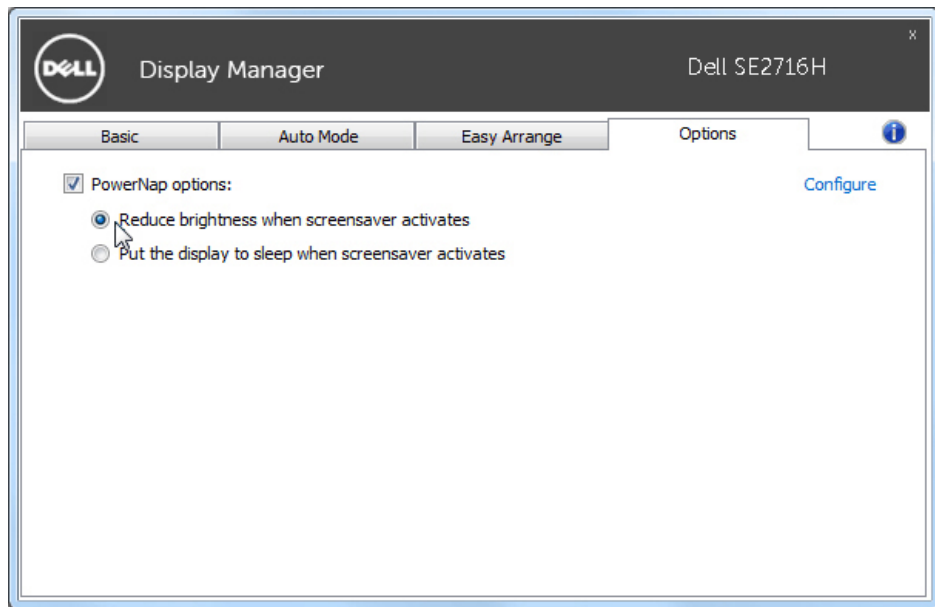 DELL Display Manager Dell SE2716H x
Basic Auto Mode Easy Arrange Options i
PowerNap options: Configure
Reduce brightness when screensaver activates
Put the display to sleep when screensaver activates